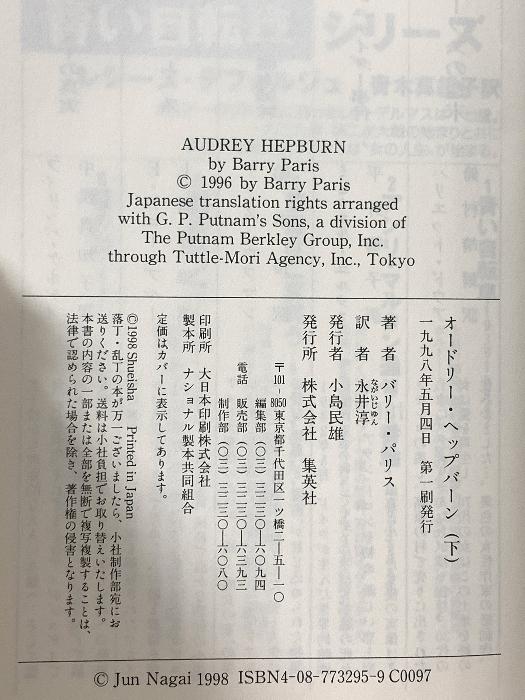 AUDREY HEPBURN
by Barry Paris
© 1996 by Barry Paris
Japanese translation rights arranged
with G. P. Putnam's Sons, a division of
The Putnam Berkley Group, Inc.
through Tuttle-Mori Agency, Inc., Tokyo
オードリー・ヘップバーン(下)
一九九八年五月四日 第一刷発行
著者 バリー・パリス
訳者 永井淳
ながいじゅん
発行者 小島民雄
発行所 株式会社 集英社
〒101-8050 東京都千代田区一ツ橋二―五―一〇
編集部(〇三)三二三〇―六〇九四
電話 販売部(〇三)三二三〇―六三九三
制作部(〇三)三二三〇―六〇八〇
印刷所 大日本印刷株式会社
製本所 ナショナル製本共同組合
定価はカバーに表示してあります。
©1998 Shueisha Printed in Japan
落丁・乱丁の本が万一ございましたら、小社制作部宛にお
送りください。送料は小社負担でお取り替えいたします。
本書の内容の一部または全部を無断で複写複製することは、
法律で認められた場合を除き、著作権の侵害となります。
© Jun Nagai 1998 ISBN4-08-773295-9 C0097